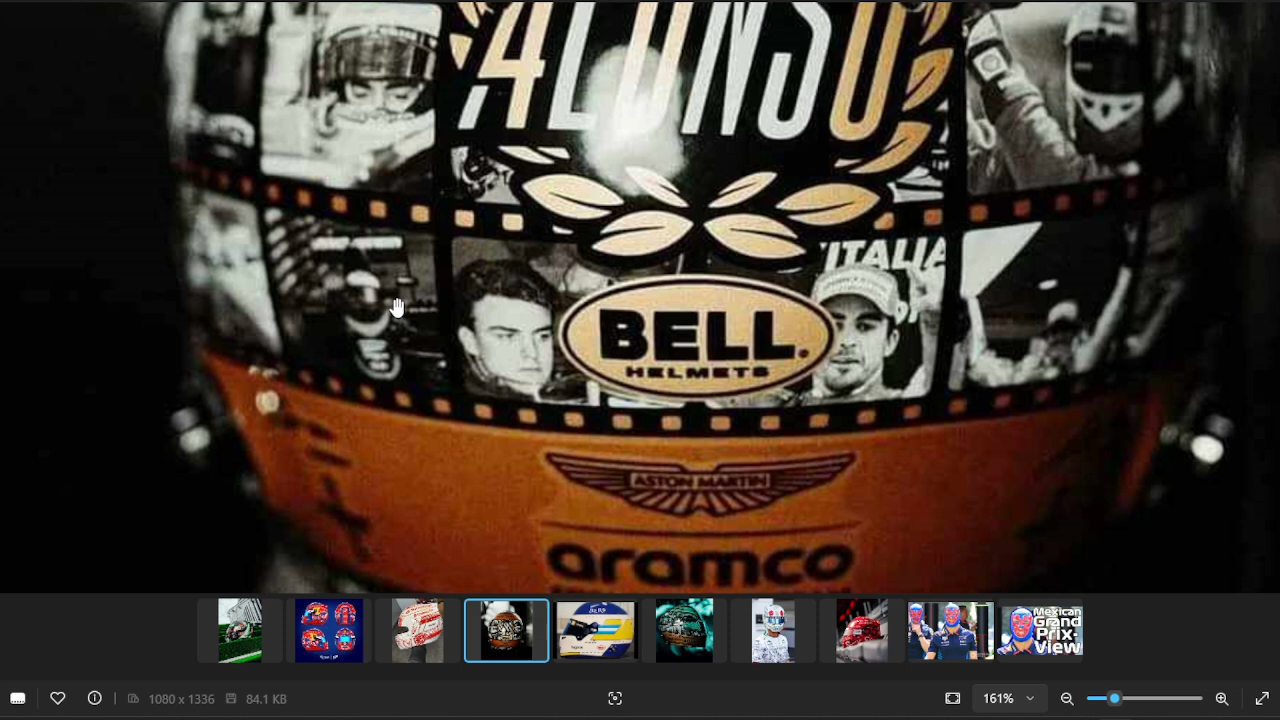 ALONSO
'ITALIA
BELL.
HELMETS
ASTON MARTIN
aramco
Mexican
Grand
Prix-
View
1080 x 1336
84.1 KB
161%